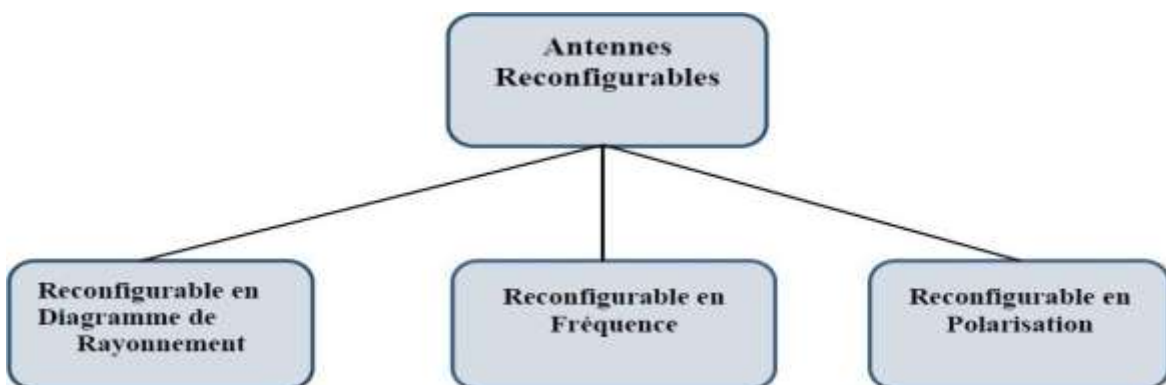 Antennes
Reconfigurables
Reconfigurable en
Diagramme de
Rayonnement
Reconfigurable en
Fréquence
Reconfigurable en
Polarisation